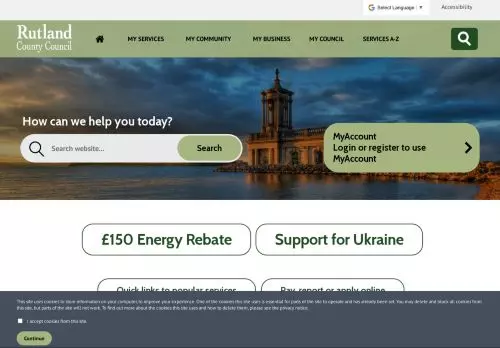 Select Language ▼
Accessibility
Rutland
County Council
MY SERVICES
MY COMMUNITY
MY BUSINESS
MY COUNCIL
SERVICES A-Z
How can we help you today?
Search website...
Search
MyAccount
Login or register to use
MyAccount
£150 Energy Rebate
Support for Ukraine
Quick links to popular services
Pay, report or apply online
This site uses cookies to store information on your computer, to improve your experience. One of the cookies this site uses is essential for parts of the site to operate and has already been set. You may delete and block all cookies from
this site, but parts of the site will not work. To find out more about the cookies this site uses and how to delete them, please see the privacy notice.
I accept cookies from this site.
Continue